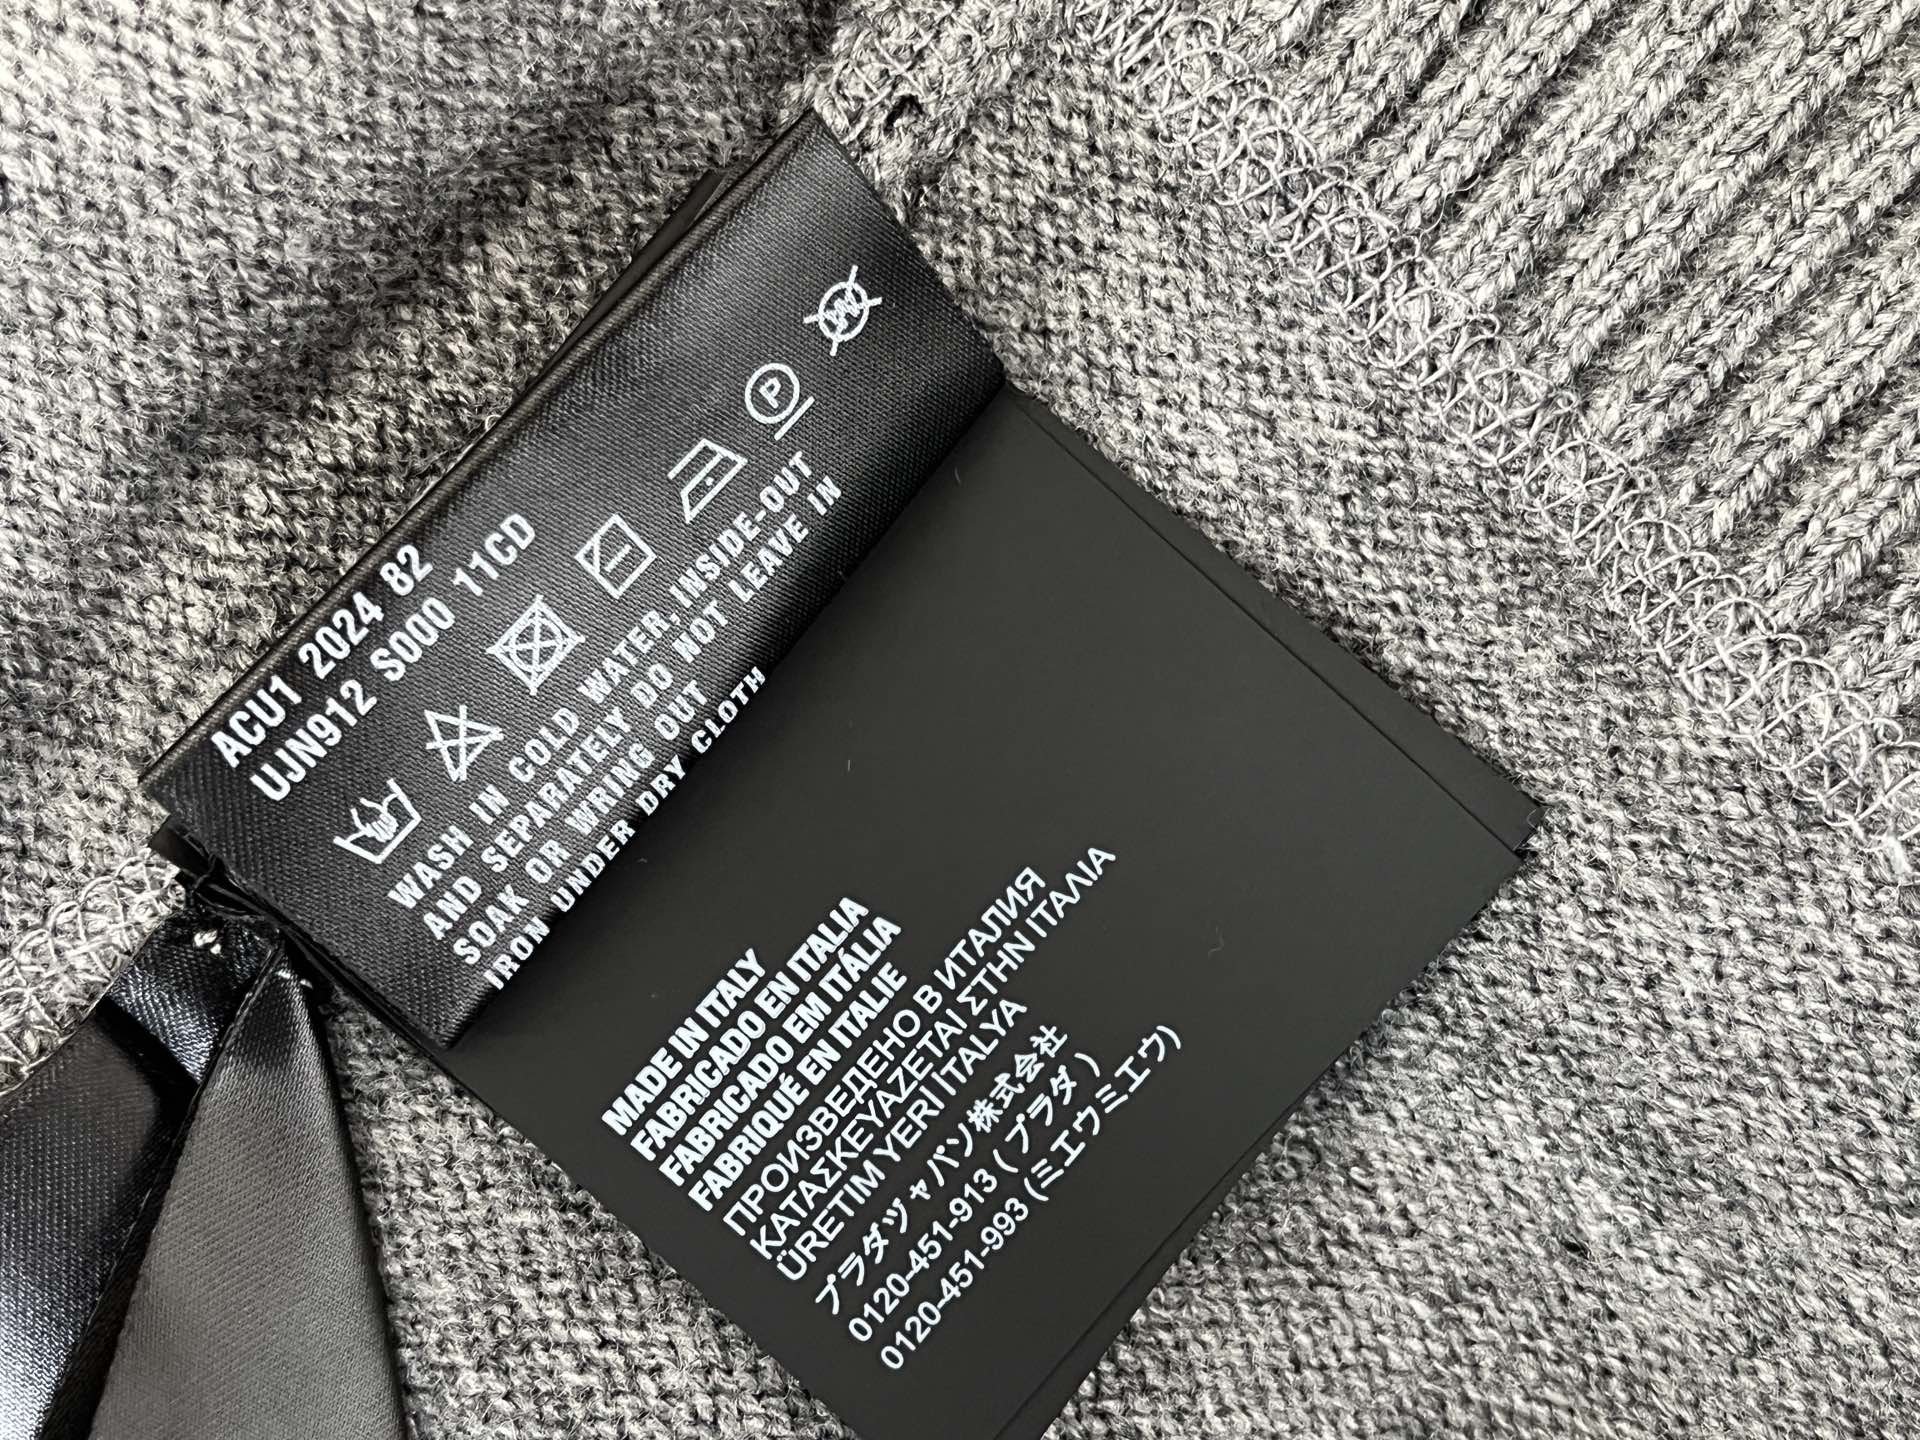 ACU1 2024 82
UJN912 S000 11CD
P
WASH IN COLD WATER, INSIDE-OUT
AND SEPARATELY DO NOT LEAVE IN
SOAK OR WRING OUT
IRON UNDER DRY CLOTH
MADE IN ITALY
FABRICADO EN ITALIA
FABRICADO EM ITÁLIA
FABRIQUÉ EN ITALIE
ПРОИЗВЕДЕНО В ИТАЛИЯ
ΚΑΤΑΣΚΕΥΑΖΕΤΑΙ ΣΤΗΝ ΙΤΑΛΙΑ
ÜRETIM YERİ İTALYA
プラダヅャパソ株式会社
0120-451-913 (プラダ)
0120-451-993 (ミエウミエウ)